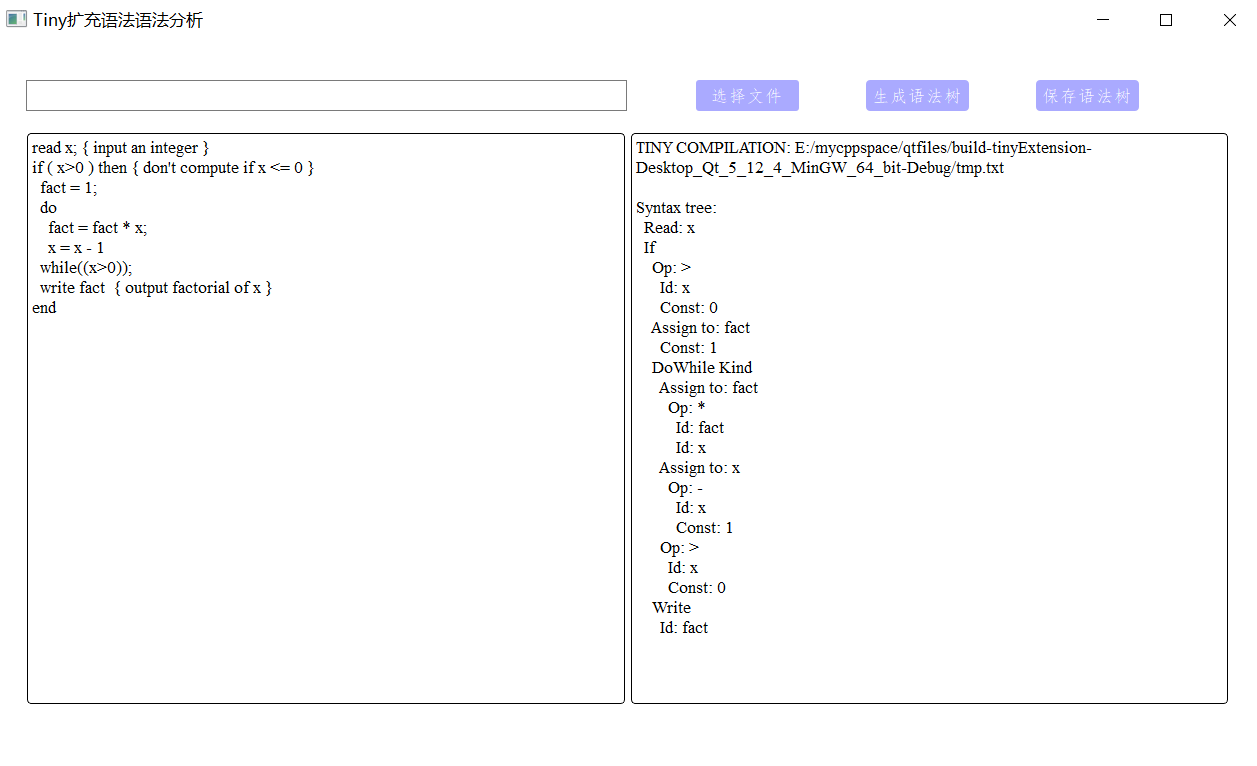 Tiny扩充语法语法分析
选择文件 生成语法树 保存语法树
read x; { input an integer }
if ( x>0 ) then { don't compute if x <= 0 }
fact = 1;
do
fact = fact * x;
x = x - 1
while((x>0));
write fact { output factorial of x }
end
TINY COMPILATION: E:/mycppspace/qtfiles/build-tinyExtension-
Desktop_Qt_5_12_4_MinGW_64_bit-Debug/tmp.txt
Syntax tree:
Read: x
If
Op: >
Id: x
Const: 0
Assign to: fact
Const: 1
DoWhile Kind
Assign to: fact
Op: *
Id: fact
Id: x
Assign to: x
Op: -
Id: x
Const: 1
Op: >
Id: x
Const: 0
Write
Id: fact